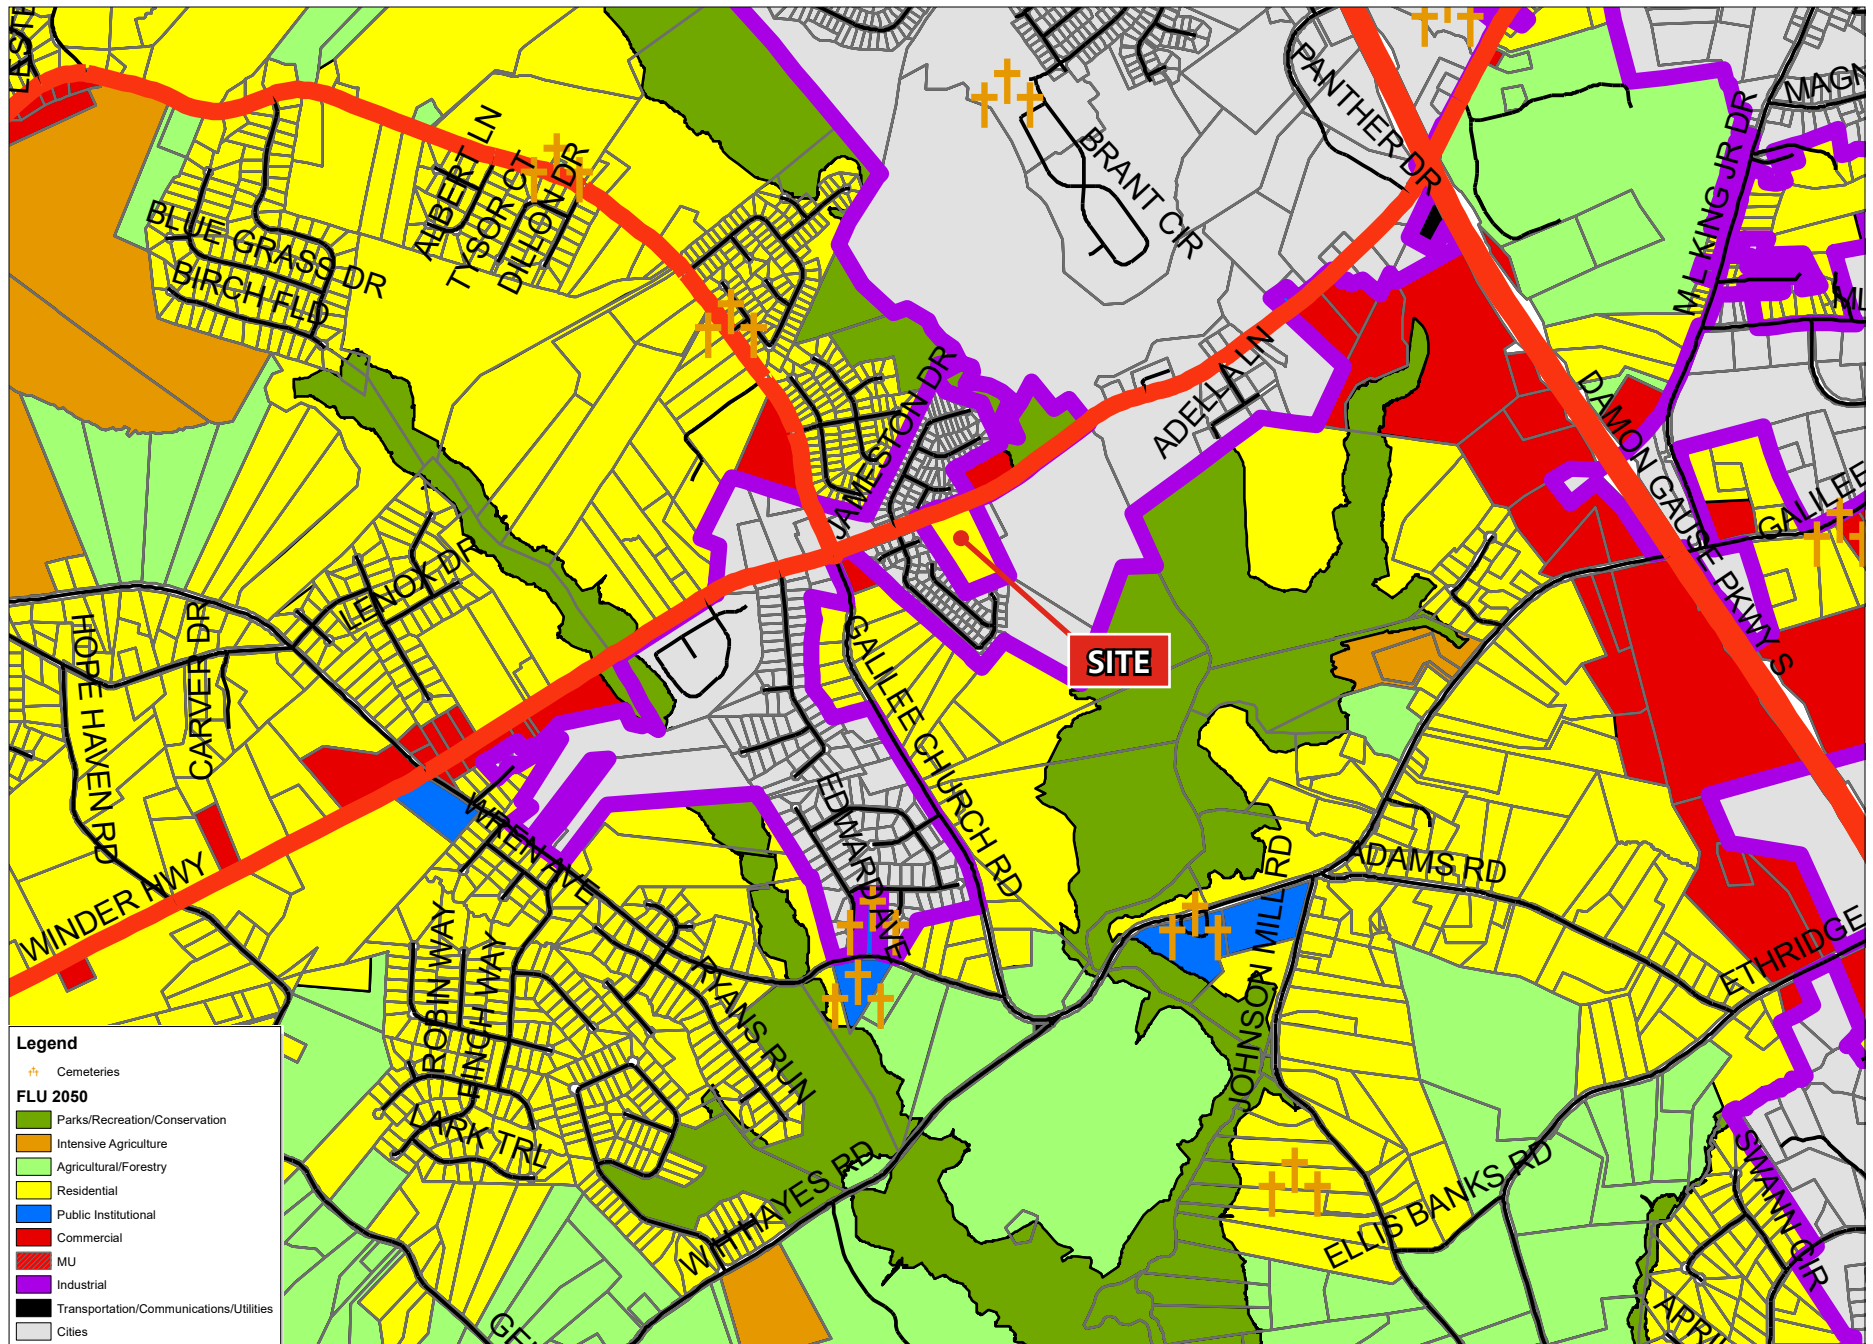 PANTHER DR
BRANT CIR
ALBERT LN
TYSOR CT
DILLON DR
BLUE GRASS DR
BIRCH FLD
M L KING JR DR
JAMESTON DR
ADELLA LN
DAMON GAUSE PKWY S
GALILEE
LENOX DR
HOPE HAVEN RD
CARVER DR
SITE
GALILEE CHURCH RD
EDWARD AVE
WREN AVE
WINDER HWY
ADAMS RD
JOHNSON MILL RD
ETHRIDGE
ROBIN WAY
FINCH WAY
RYANS RUN
LARK TRL
W H HAYES RD
ELLIS BANKS RD
SWANN CIR
Legend
Cemeteries
FLU 2050
Parks/Recreation/Conservation
Intensive Agriculture
Agricultural/Forestry
Residential
Public Institutional
Commercial
MU
Industrial
Transportation/Communications/Utilities
Cities